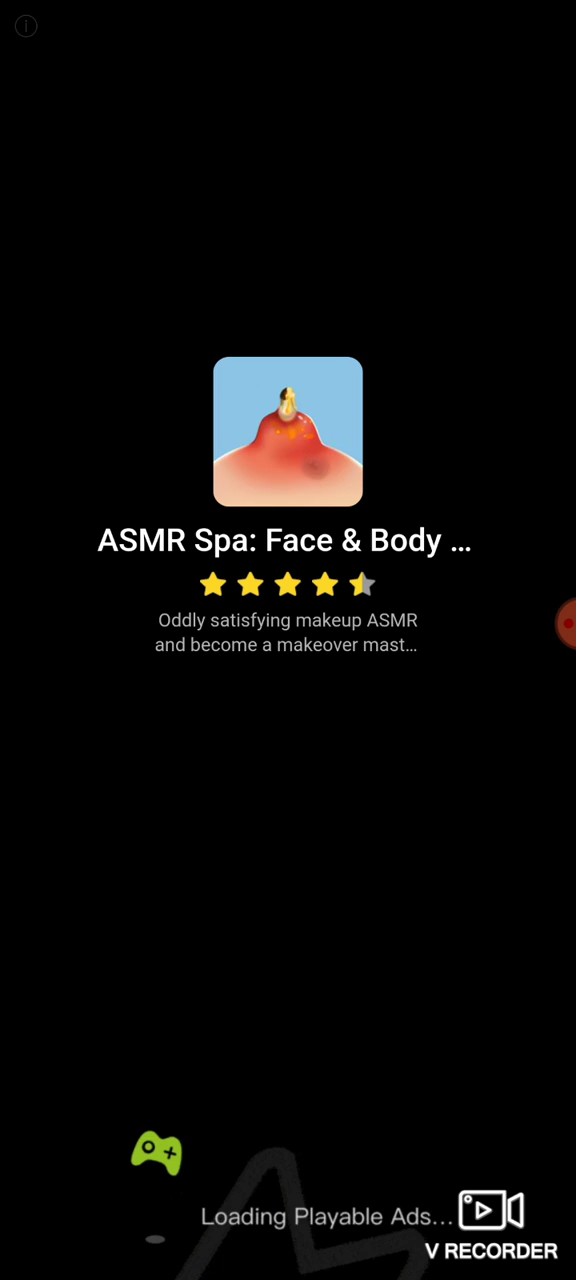 ASMR Spa: Face & Body ...
Oddly satisfying makeup ASMR
and become a makeover mast...
Loading Playable Ads...
V RECORDER